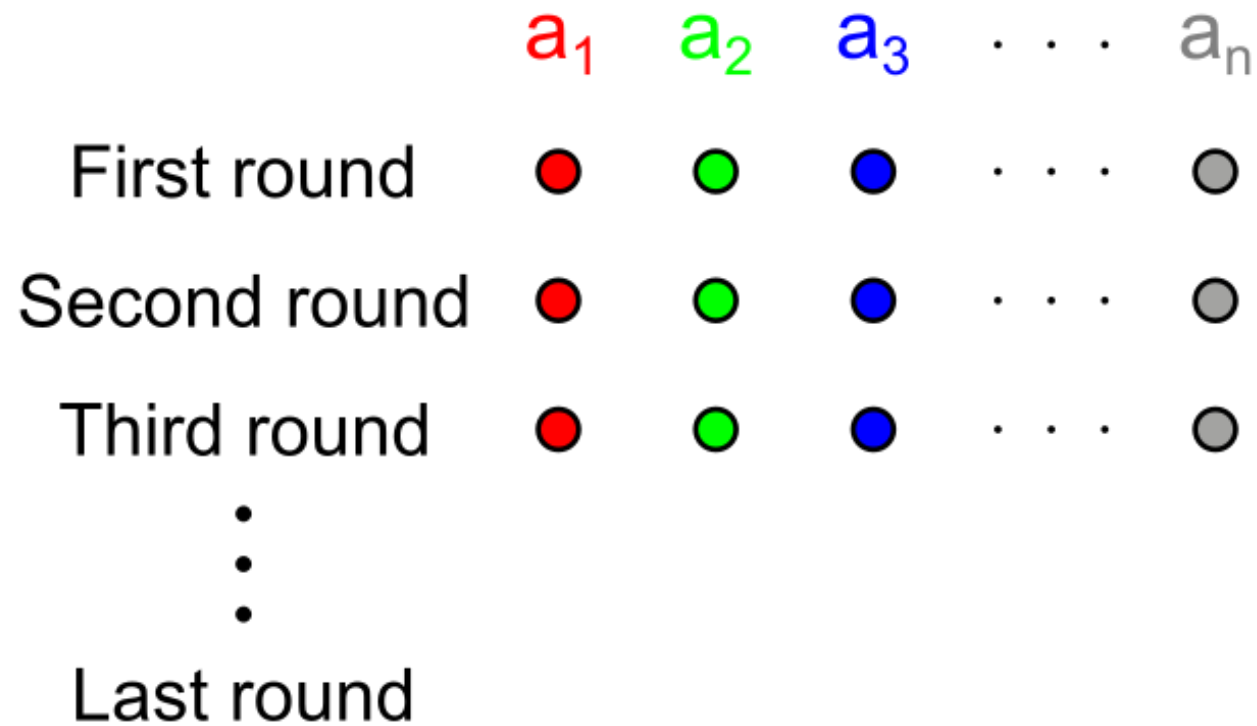 a₁ a₂ a₃ · · · aₙ
First round · · ·
Second round · · ·
Third round · · ·
Last round